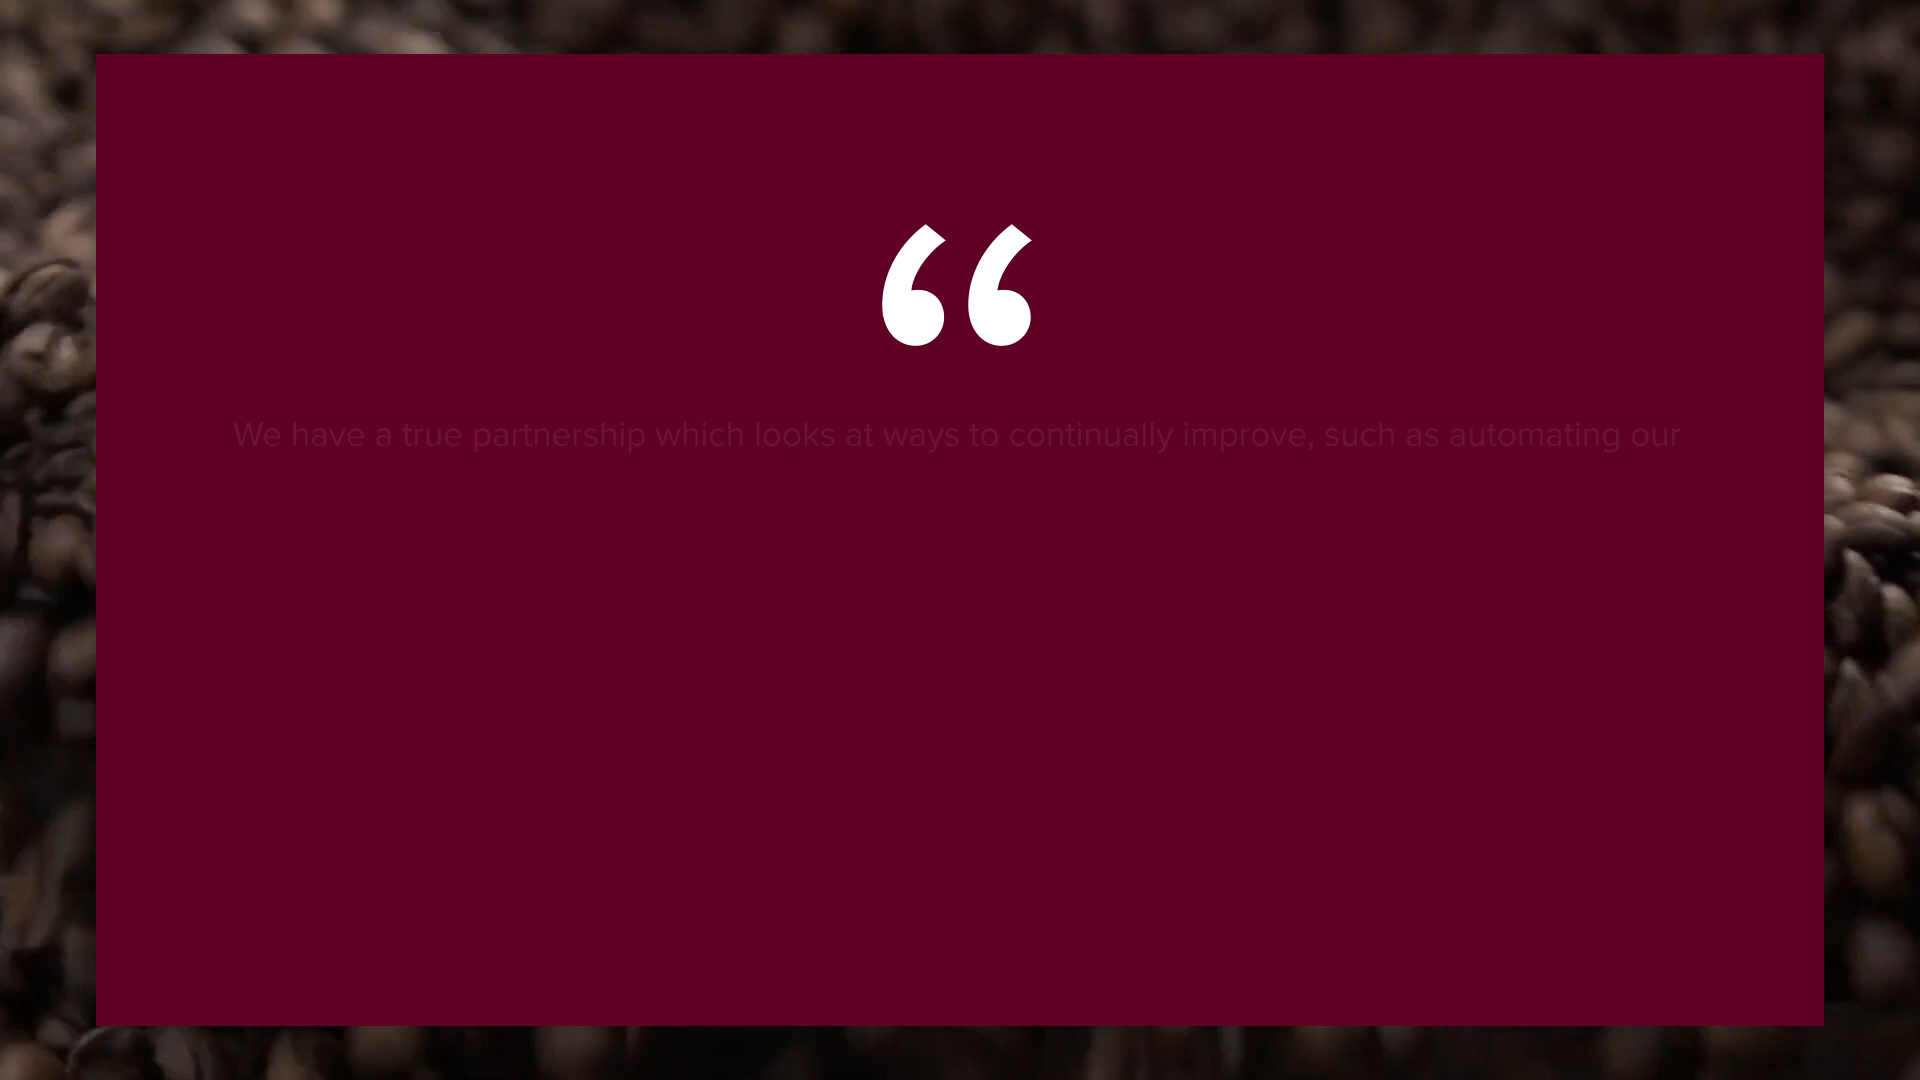 “
We have a true partnership which looks at ways to continually improve, such as automating our